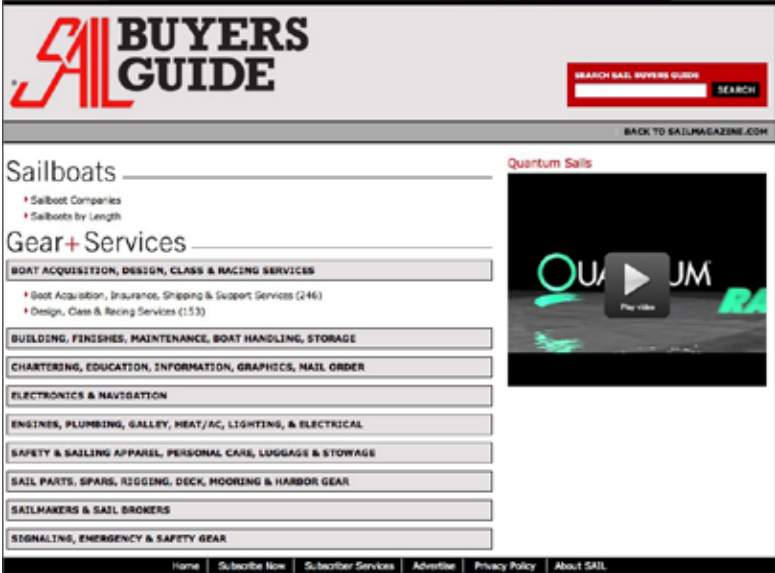 SAIL BUYERS
GUIDE
SEARCH SAIL BUYERS GUIDE
SEARCH
BACK TO SAILMAGAZINE.COM
Sailboats
Sailboat Companies
Sailboats by Length
Gear+Services
BOAT ACQUISITION, DESIGN, CLASS & RACING SERVICES
Boat Acquisition, Insurance, Shipping & Support Services (246)
Design, Class & Racing Services (153)
BUILDING, FINISHES, MAINTENANCE, BOAT HANDLING, STORAGE
CHARTERING, EDUCATION, INFORMATION, GRAPHICS, MAIL ORDER
ELECTRONICS & NAVIGATION
ENGINES, PLUMBING, GALLEY, HEAT/AC, LIGHTING, & ELECTRICAL
SAFETY & SAILING APPAREL, PERSONAL CARE, LUGGAGE & STOWAGE
SAIL PARTS, SPARS, RIGGING, DECK, MOORING & HARBOR GEAR
SAILMAKERS & SAIL BROKERS
SIGNALING, EMERGENCY & SAFETY GEAR
Quantum Sails
QUA UM RA
Play video
Home | Subscribe Now | Subscriber Services | Advertise | Privacy Policy | About SAIL